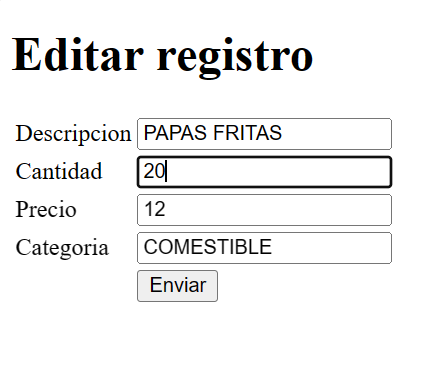 Editar registro
Descripcion PAPAS FRITAS
Cantidad 20
Precio 12
Categoria COMESTIBLE
Enviar